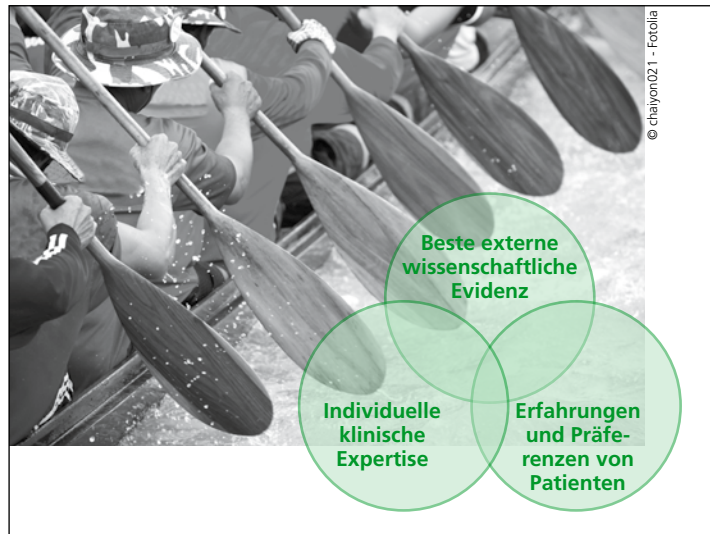 © chaiyon021 - Fotolia
Beste externe
wissenschaftliche
Evidenz
Individuelle
klinische
Expertise
Erfahrungen
und Präfe-
renzen von
Patienten